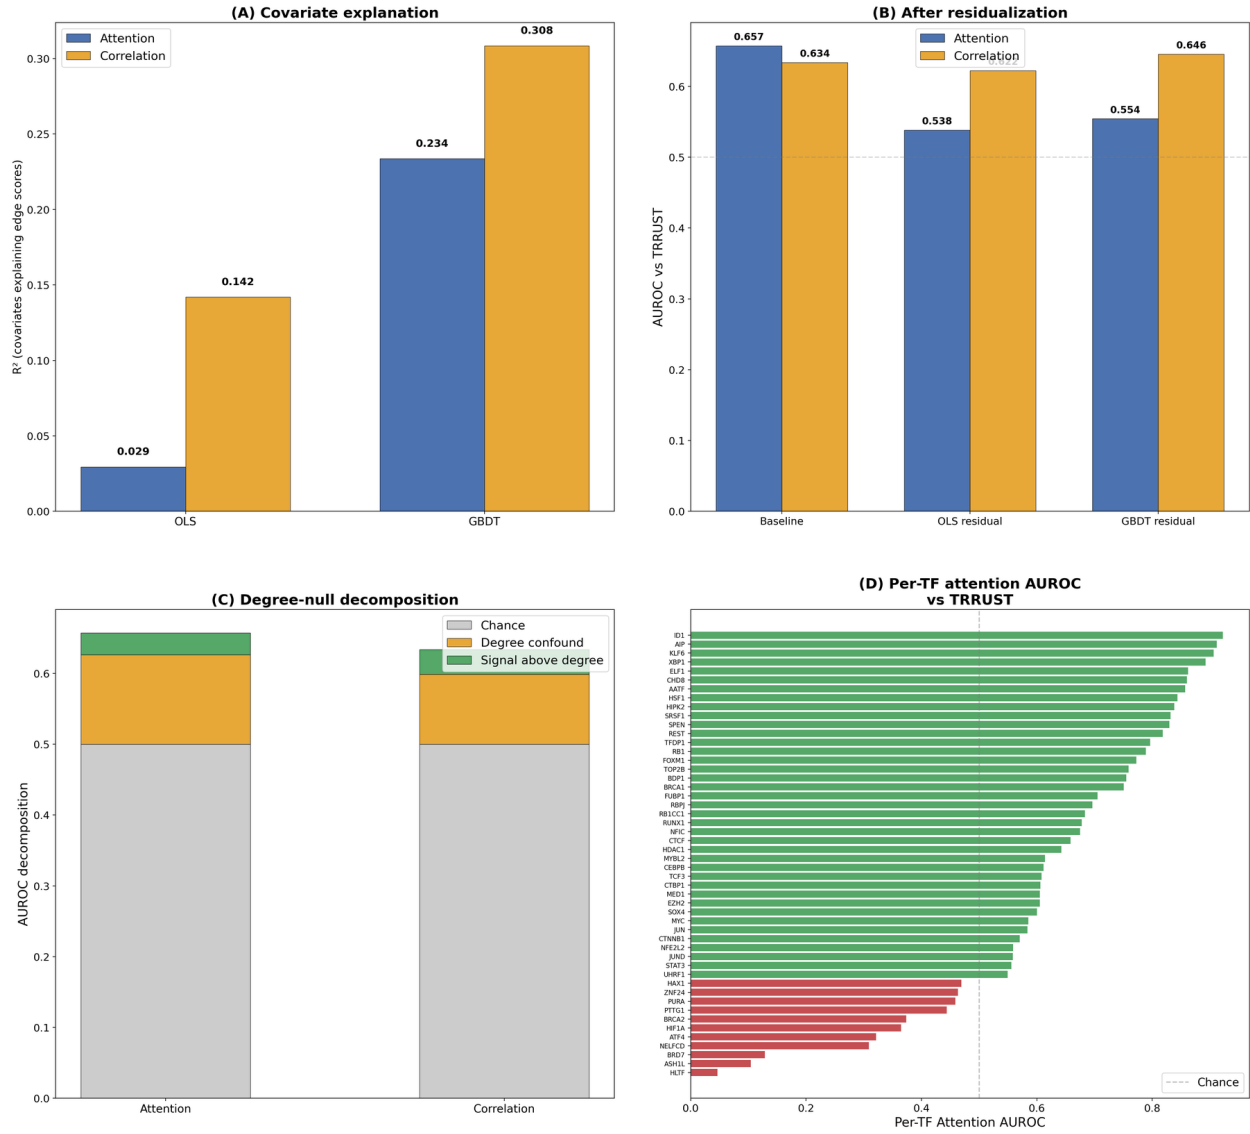 (A) Covariate explanation
Attention
Correlation
0.308
0.234
0.142
0.029
0.30
0.25
0.20
0.15
0.10
0.05
0.00
R² (covariates explaining edge scores)
OLS
GBDT
(B) After residualization
Attention
Correlation
0.657
0.634
0.538
0.622
0.554
0.646
0.6
0.5
0.4
0.3
0.2
0.1
0.0
AUROC vs TRRUST
Baseline
OLS residual
GBDT residual
(C) Degree-null decomposition
Chance
Degree confound
Signal above degree
0.6
0.5
0.4
0.3
0.2
0.1
0.0
AUROC decomposition
Attention
Correlation
(D) Per-TF attention AUROC
vs TRRUST
ID1
AIP
KLF6
XBP1
ELF1
CHD8
AATF
HSF1
HIPK2
SRSF1
SPEN
REST
TFDP1
RB1
FOXM1
TOP2B
BDP1
BRCA1
FUBP1
RBPJ
RB1CC1
RUNX1
NFIC
CTCF
HDAC1
MYBL2
CEBPB
TCF3
CTBP1
MED1
EZH2
SOX4
MYC
JUN
CTNNB1
NFE2L2
JUND
STAT3
UHRF1
HAX1
ZNF24
PURA
PTTG1
BRCA2
HIF1A
ATF4
NELFCD
BRD7
ASH1L
HLTF
Chance
0.0
0.2
0.4
0.6
0.8
Per-TF Attention AUROC